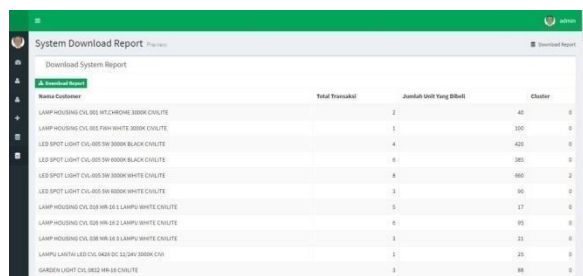 admin
System Download Report Preview
Download Report
Download System Report
Download Report
Nama Customer Total Transaksi Jumlah Unit Yang Dibeli Cluster
LAMP HOUSING CVL 001 WT.CHROME 3000K CIVILITE 2 40 0
LAMP HOUSING CVL 001 FWH WHITE 3000K CIVILITE 1 100 0
LED SPOT LIGHT CVL-005 5W 3000K BLACK CIVILITE 4 420 0
LED SPOT LIGHT CVL-005 5W 6000K BLACK CIVILITE 6 385 0
LED SPOT LIGHT CVL-005 5W 3000K WHITE CIVILITE 8 2
LED SPOT LIGHT CVL-005 5W 6000K WHITE CIVILITE 3 90 0
LAMP HOUSING CVL 016 MR-16 1 LAMPU WHITE CIVILITE 5 17 0
LAMP HOUSING CVL 016 MR-16 2 LAMPU WHITE CIVILITE 6 95 0
LAMP HOUSING CVL 016 MR-16 3 LAMPU WHITE CIVILITE 3 21 0
LAMPU LANTAI LED CVL 0424 DC 12/24V 3000K CIVI 1 25 0
GARDEN LIGHT CVL 0822 MR-16 CIVILITE 3 88 0